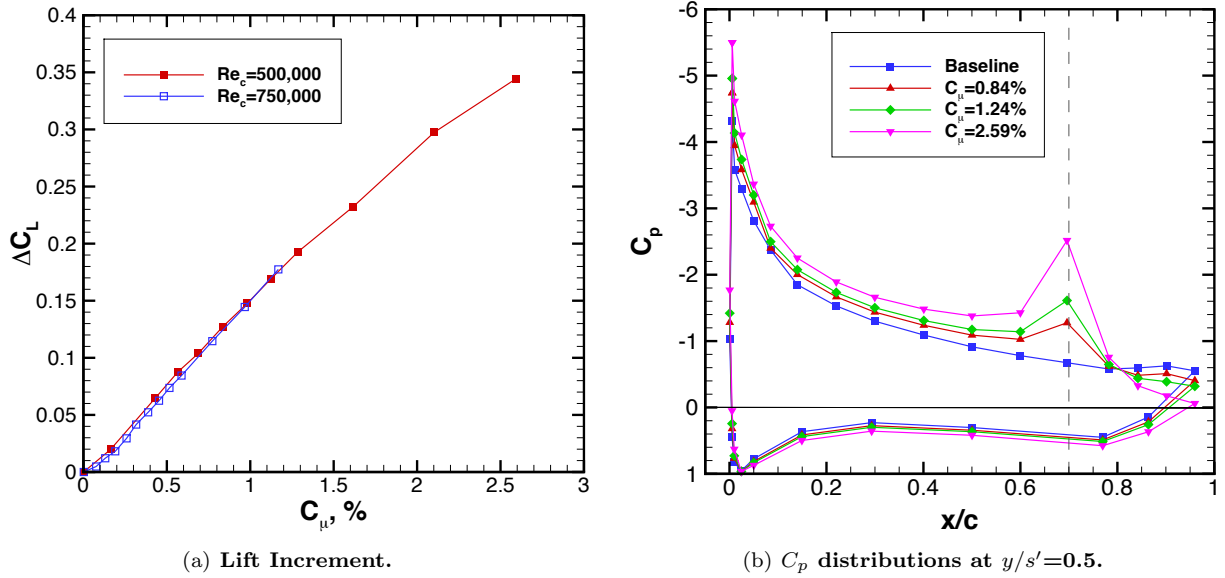 0.4
0.35
0.3
0.25
0.2
0.15
0.1
0.05
0
ΔC_L
Re_c=500,000
Re_c=750,000
0 0.5 1 1.5 2 2.5 3
C_μ, %
(a) Lift Increment.
-6
-5
-4
-3
-2
-1
0
1
C_p
Baseline
C_μ=0.84%
C_μ=1.24%
C_μ=2.59%
0 0.2 0.4 0.6 0.8 1
x/c
(b) C_p distributions at y/s′=0.5.